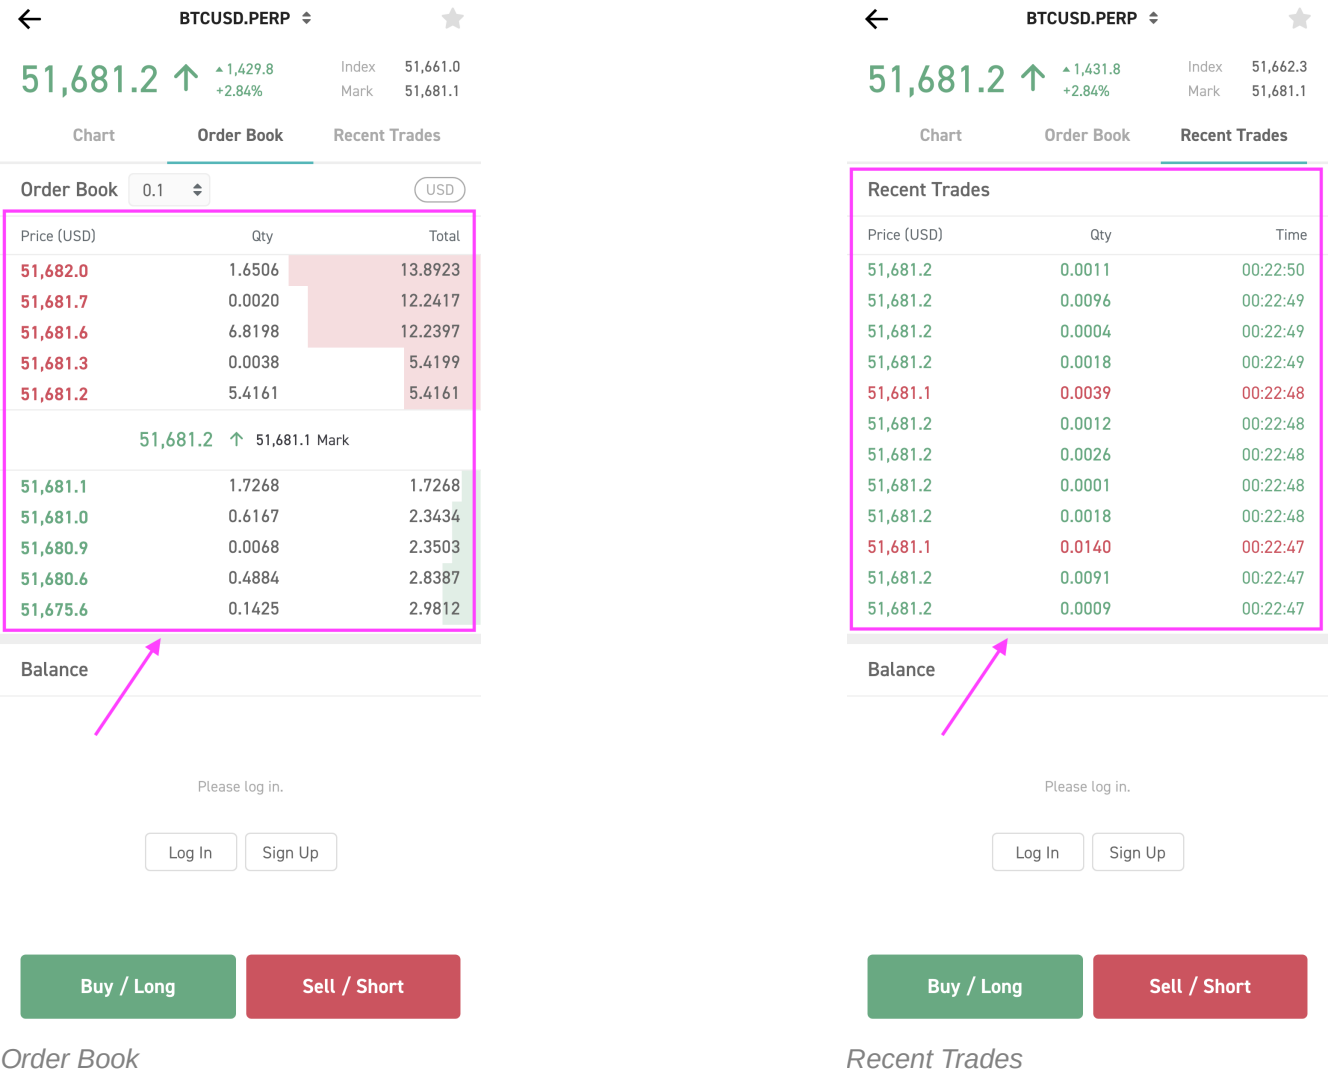 BTCUSD.PERP
51,681.2 1,429.8 Index 51,661.0
+2.84% Mark 51,681.1
Chart Order Book Recent Trades
Order Book 0.1 USD
Price (USD) Qty Total
51,682.0 1.6506 13.8923
51,681.7 0.0020 12.2417
51,681.6 6.8198 12.2397
51,681.3 0.0038 5.4199
51,681.2 5.4161 5.4161
51,681.2 51,681.1 Mark
51,681.1 1.7268 1.7268
51,681.0 0.6167 2.3434
51,680.9 0.0068 2.3503
51,680.6 0.4884 2.8387
51,675.6 0.1425 2.9812
Balance
Please log in.
Log In Sign Up
Buy / Long Sell / Short
Order Book
BTCUSD.PERP
51,681.2 1,431.8 Index 51,662.3
+2.84% Mark 51,681.1
Chart Order Book Recent Trades
Recent Trades
Price (USD) Qty Time
51,681.2 0.0011 00:22:50
51,681.2 0.0096 00:22:49
51,681.2 0.0004 00:22:49
51,681.2 0.0018 00:22:49
51,681.1 0.0039 00:22:48
51,681.2 0.0012 00:22:48
51,681.2 0.0026 00:22:48
51,681.2 0.0001 00:22:48
51,681.2 0.0018 00:22:48
51,681.1 0.0140 00:22:47
51,681.2 0.0091 00:22:47
51,681.2 0.0009 00:22:47
Balance
Please log in.
Log In Sign Up
Buy / Long Sell / Short
Recent Trades